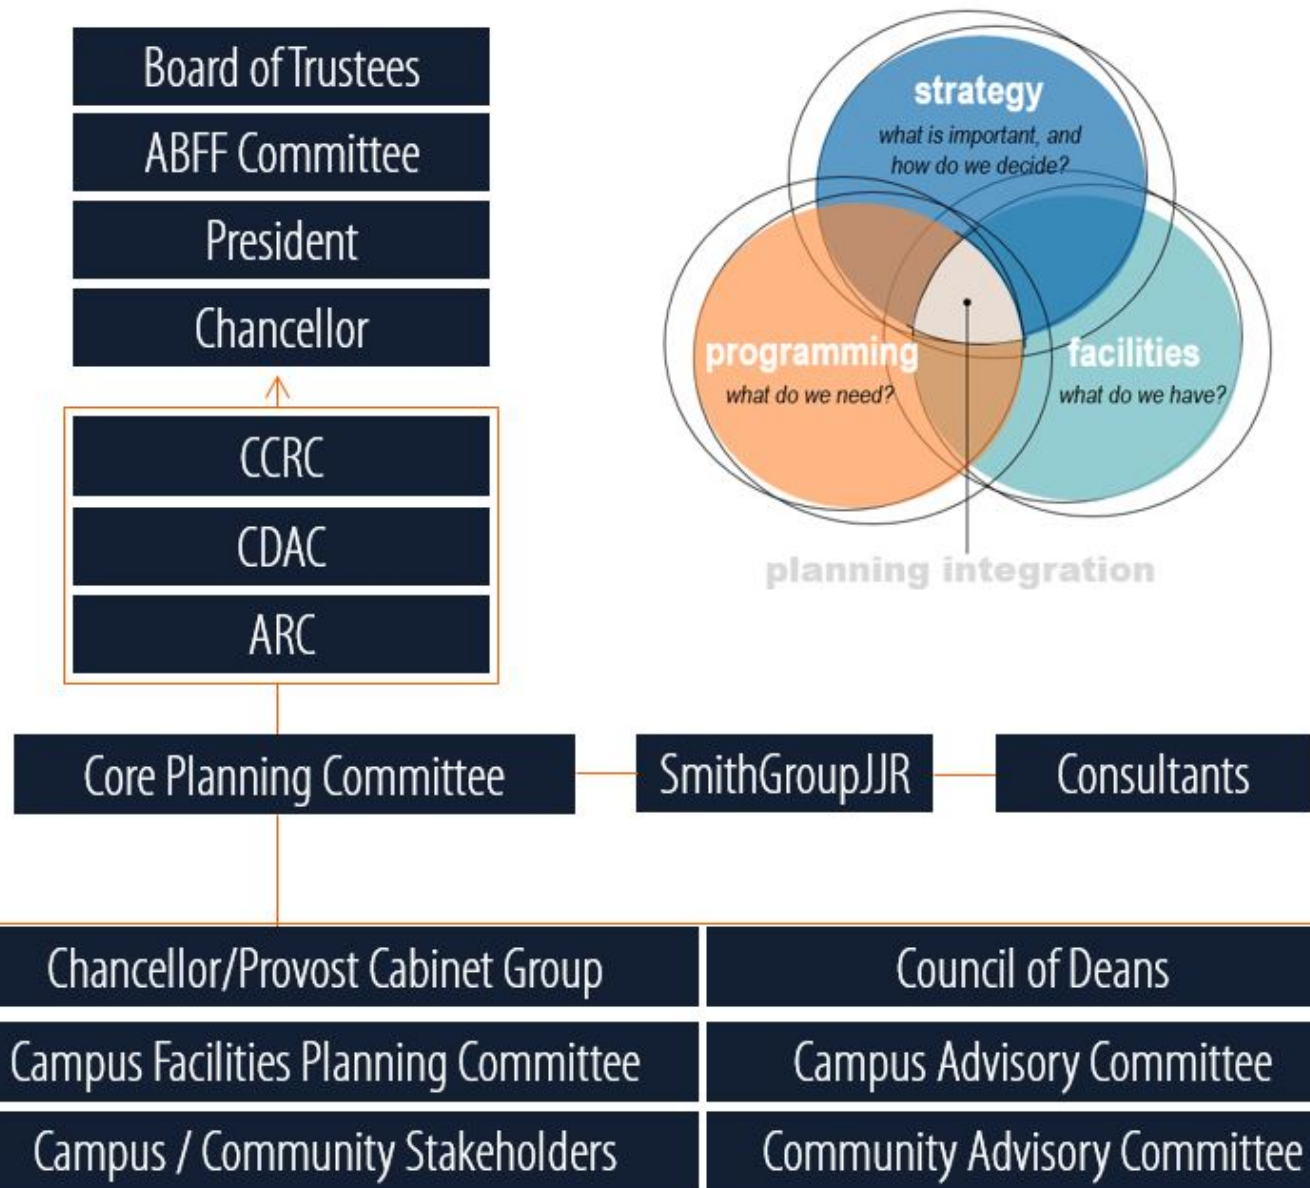 Board of Trustees
ABFF Committee
President
Chancellor
CCRC
CDAC
ARC
strategy
what is important, and
how do we decide?
programming
what do we need?
facilities
what do we have?
planning integration
Core Planning Committee
SmithGroupJJR
Consultants
Chancellor/Provost Cabinet Group
Council of Deans
Campus Facilities Planning Committee
Campus Advisory Committee
Campus / Community Stakeholders
Community Advisory Committee